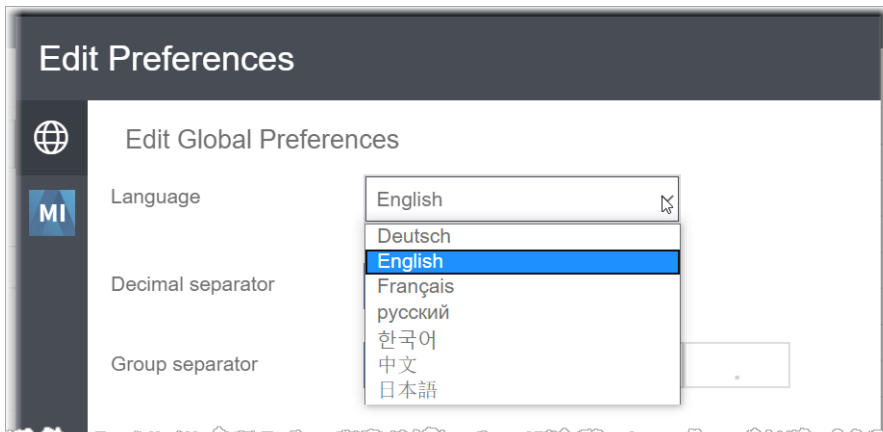 Edit Preferences
Edit Global Preferences
MI
Language
English
Deutsch
English
Français
русский
한국어
中文
日本語
Decimal separator
Group separator
.